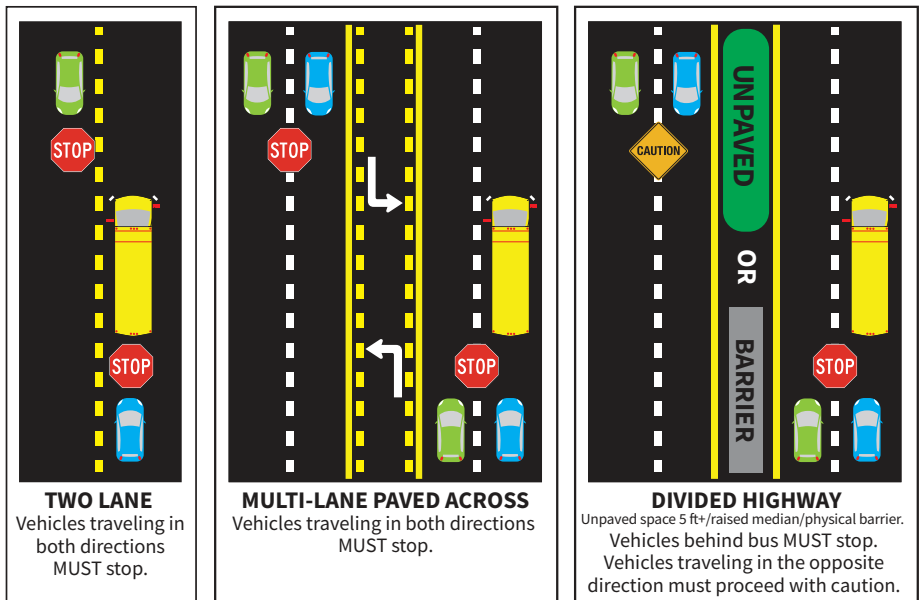 STOP
STOP
TWO LANE
Vehicles traveling in
both directions
MUST stop.
STOP
STOP
MULTI-LANE PAVED ACROSS
Vehicles traveling in both directions
MUST stop.
CAUTION
UNPAVED
OR
BARRIER
STOP
DIVIDED HIGHWAY
Unpaved space 5 ft+/raised median/physical barrier.
Vehicles behind bus MUST stop.
Vehicles traveling in the opposite
direction must proceed with caution.